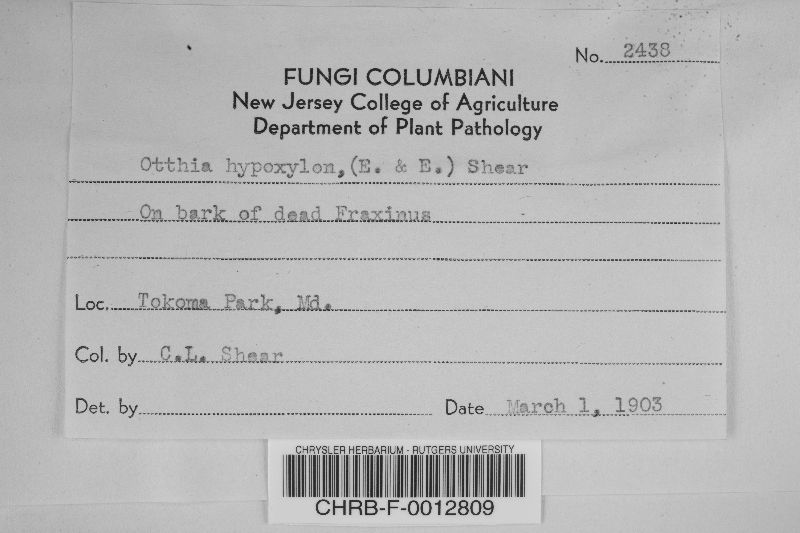 No. 2438
FUNGI COLUMBIANI
New Jersey College of Agriculture
Department of Plant Pathology
Otthia hypoxylon,(E. & E.) Shear
On bark of dead Fraxinus
Loc. Tokoma Park, Md.
Col. by C.L. Shear
Det. by Date March 1, 1903
CHRYSLER HERBARIUM - RUTGERS UNIVERSITY
CHRB-F-0012809